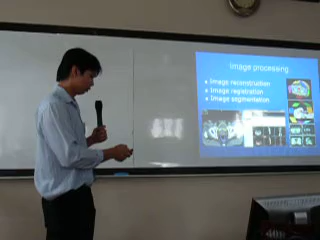 Image processing
Image reconstruction
Image registration
Image segmentation